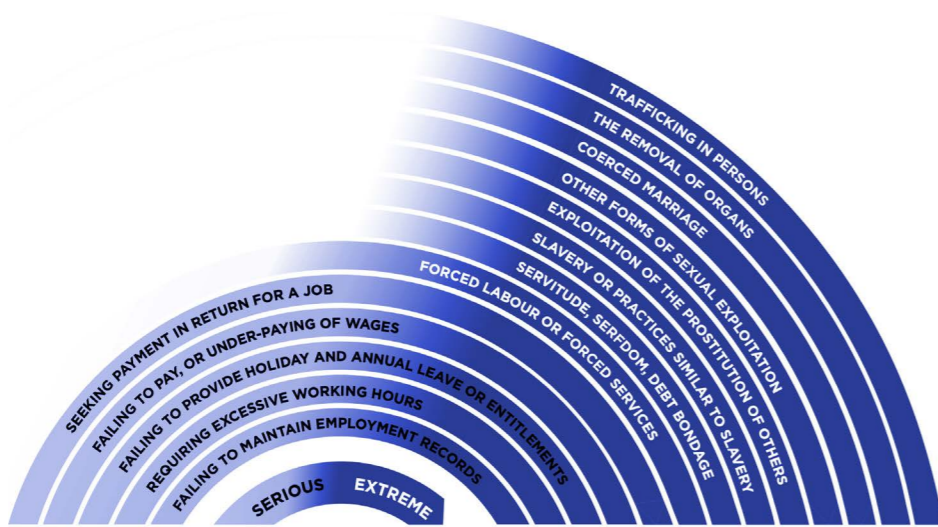 TRAFFICKING IN PERSONS
THE REMOVAL OF ORGANS
COERCED MARRIAGE
OTHER FORMS OF SEXUAL EXPLOITATION
EXPLOITATION OF THE PROSTITUTION OF OTHERS
SLAVERY OR PRACTICES SIMILAR TO SLAVERY
SERVITUDE, SERFDOM, DEBT BONDAGE
FORCED LABOUR OR FORCED SERVICES
SEEKING PAYMENT IN RETURN FOR A JOB
FAILING TO PAY, OR UNDER-PAYING OF WAGES
FAILING TO PROVIDE HOLIDAY AND ANNUAL LEAVE OR ENTITLEMENTS
REQUIRING EXCESSIVE WORKING HOURS
FAILING TO MAINTAIN EMPLOYMENT RECORDS
SERIOUS EXTREME